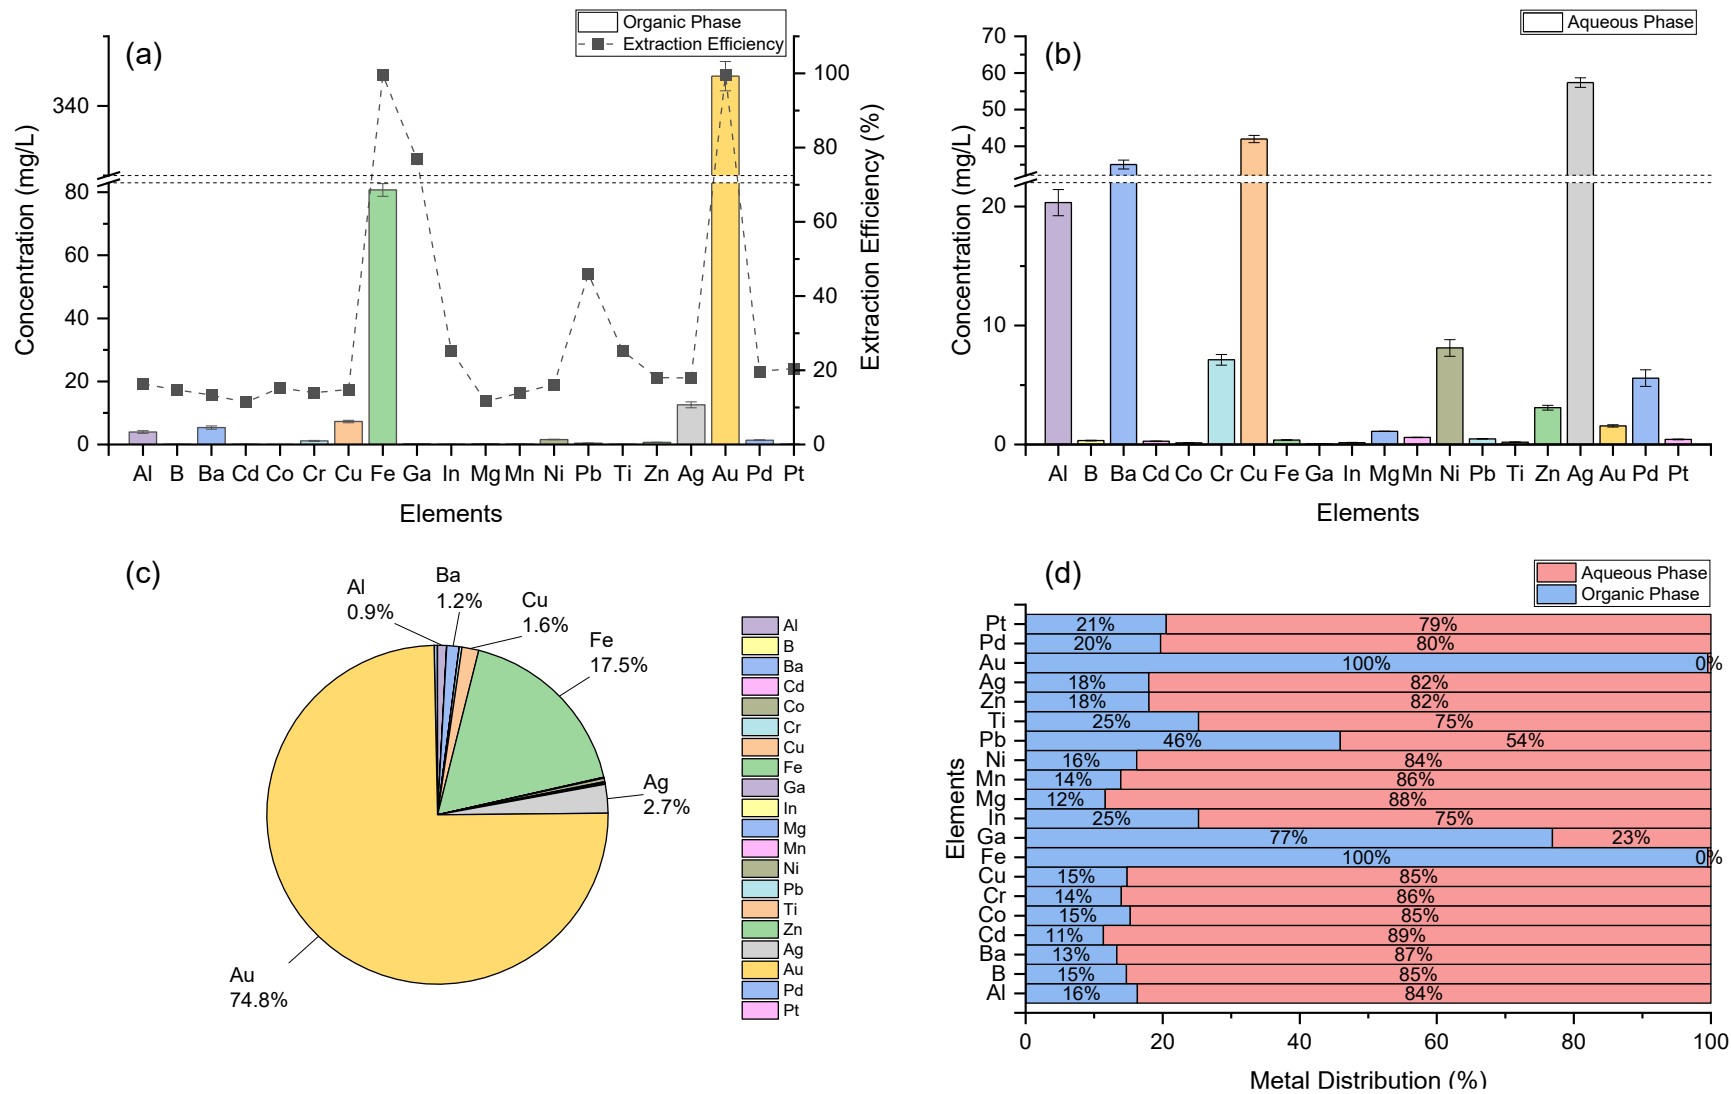 (a)
Organic Phase
Extraction Efficiency
Concentration (mg/L)
340
80
60
40
20
0
100
80
60
40
20
0
Extraction Efficiency (%)
Al B Ba Cd Co Cr Cu Fe Ga In Mg Mn Ni Pb Ti Zn Ag Au Pd Pt
Elements
(b)
Aqueous Phase
Concentration (mg/L)
70
60
50
40
20
10
0
Al B Ba Cd Co Cr Cu Fe Ga In Mg Mn Ni Pb Ti Zn Ag Au Pd Pt
Elements
(c)
Al
0.9%
Ba
1.2%
Cu
1.6%
Fe
17.5%
Ag
2.7%
Au
74.8%
Al
B
Ba
Cd
Co
Cr
Cu
Fe
Ga
In
Mg
Mn
Ni
Pb
Ti
Zn
Ag
Au
Pd
Pt
(d)
Aqueous Phase
Organic Phase
Elements
Pt 21% 79%
Pd 20% 80%
Au 100% 0%
Ag 18% 82%
Zn 18% 82%
Ti 25% 75%
Pb 46% 54%
Ni 16% 84%
Mn 14% 86%
Mg 12% 88%
In 25% 75%
Ga 77% 23%
Fe 100% 0%
Cu 15% 85%
Cr 14% 86%
Co 15% 85%
Cd 11% 89%
Ba 13% 87%
B 15% 85%
Al 16% 84%
0 20 40 60 80 100
Metal Distribution (%)